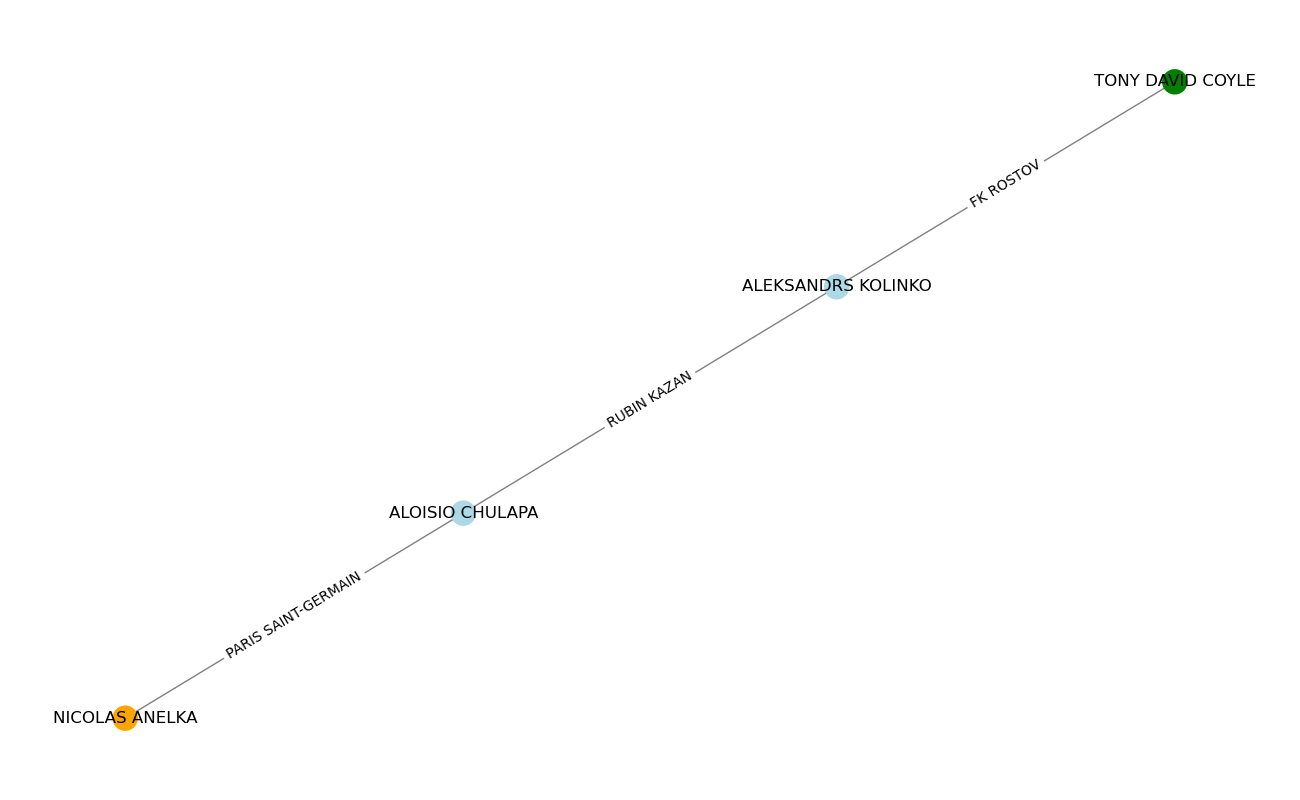 TONY DAVID COYLE
FK ROSTOV
ALEKSANDRS KOLINKO
RUBIN KAZAN
ALOISIO CHULAPA
PARIS SAINT-GERMAIN
NICOLAS ANELKA